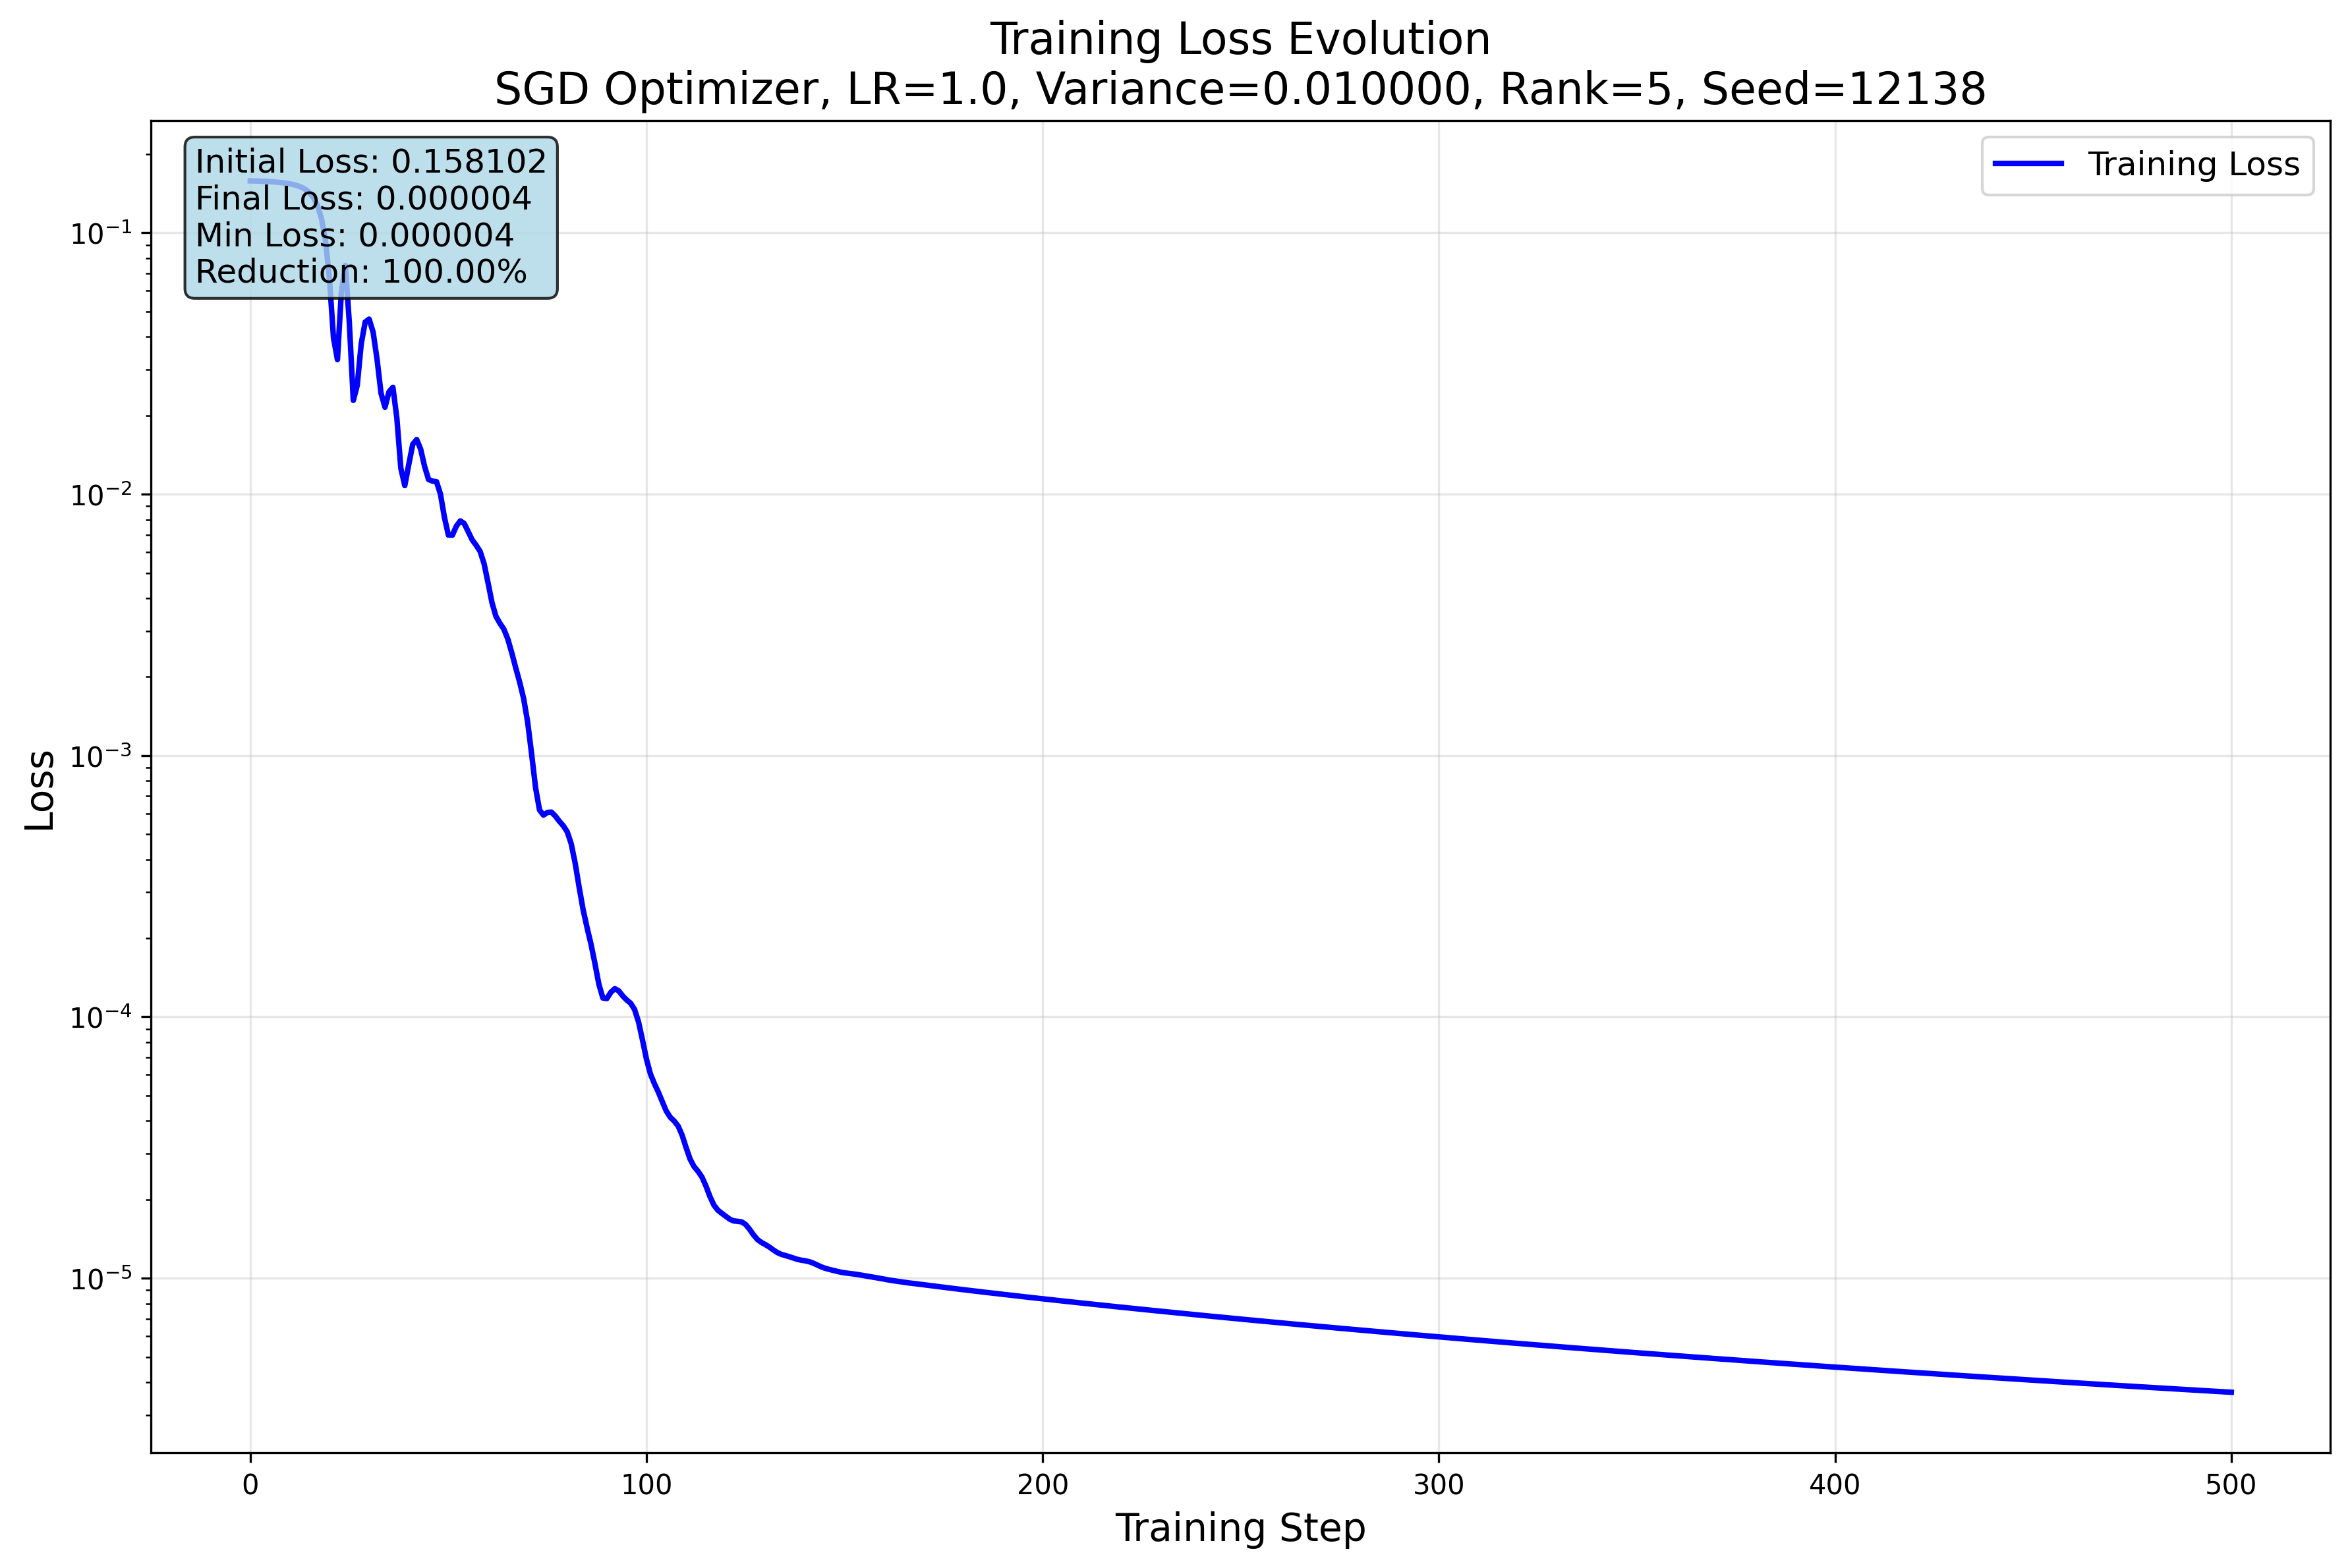 Training Loss Evolution
SGD Optimizer, LR=1.0, Variance=0.010000, Rank=5, Seed=12138
Initial Loss: 0.158102
Final Loss: 0.000004
Min Loss: 0.000004
Reduction: 100.00%
Training Loss
Loss
10⁻¹
10⁻²
10⁻³
10⁻⁴
10⁻⁵
0 100 200 300 400 500
Training Step